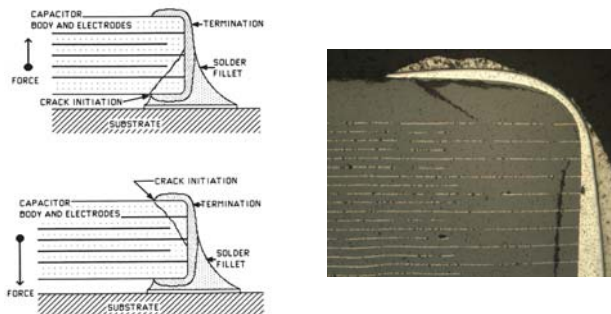 CAPACITOR
BODY AND ELECTRODES
TERMINATION
FORCE
SOLDER
FILLET
CRACK INITIATION
SUBSTRATE
CRACK INITIATION
CAPACITOR
BODY AND ELECTRODES
TERMINATION
SOLDER
FILLET
FORCE
SUBSTRATE